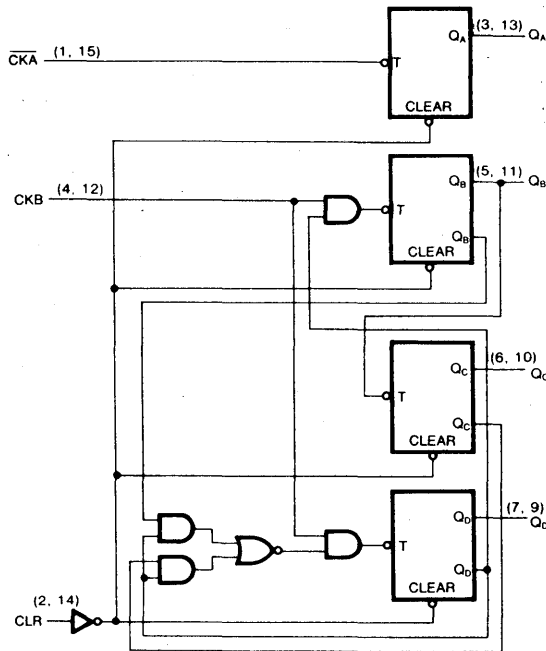 QA (3, 13) QA
CKA (1, 15) T
CLEAR
QB (5, 11) QB
CKB (4, 12) T
QB
CLEAR
QC (6, 10) QC
T
QC
CLEAR
QD (7, 9) QD
T
QD
CLEAR
CLR (2, 14)